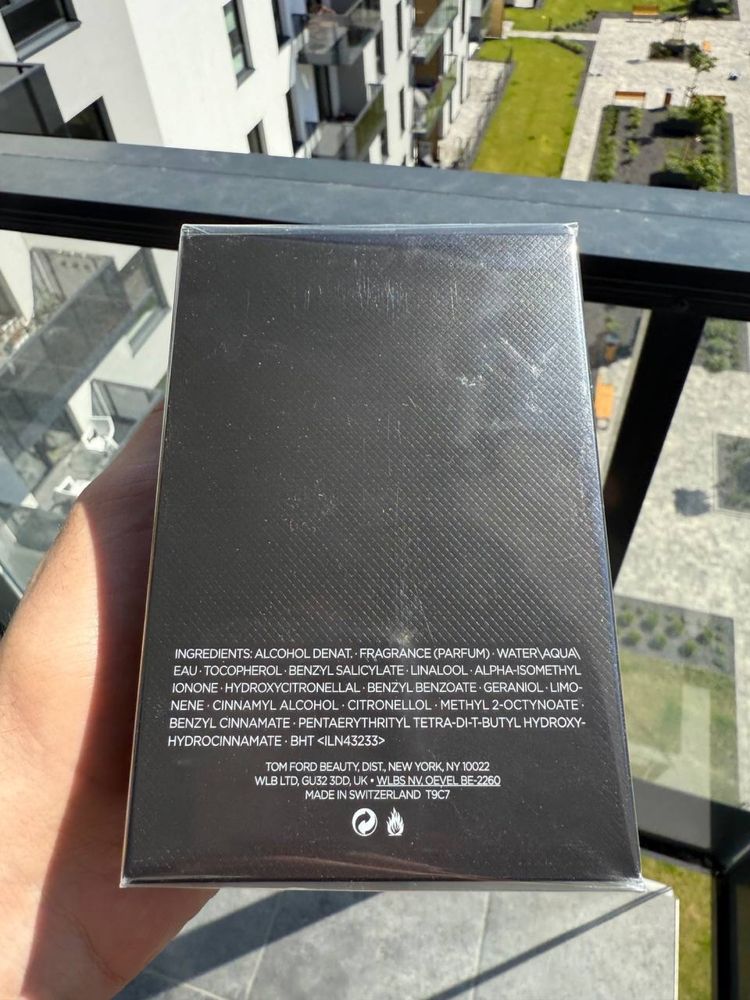 INGREDIENTS: ALCOHOL DENAT. · FRAGRANCE (PARFUM) · WATER\AQUA\
EAU · TOCOPHEROL · BENZYL SALICYLATE · LINALOOL · ALPHA-ISOMETHYL
IONONE · HYDROXYCITRONELLAL · BENZYL BENZOATE · GERANIOL · LIMO-
NENE · CINNAMYL ALCOHOL · CITRONELLOL · METHYL 2-OCTYNOATE ·
BENZYL CINNAMATE · PENTAERYTHRITYL TETRA-DI-T-BUTYL HYDROXY-
HYDROCINNAMATE · BHT <ILN43233>
TOM FORD BEAUTY, DIST., NEW YORK, NY 10022
WLB LTD, GU32 3DD, UK • WLBS NV. OEVEL BE-2260
MADE IN SWITZERLAND T9C7